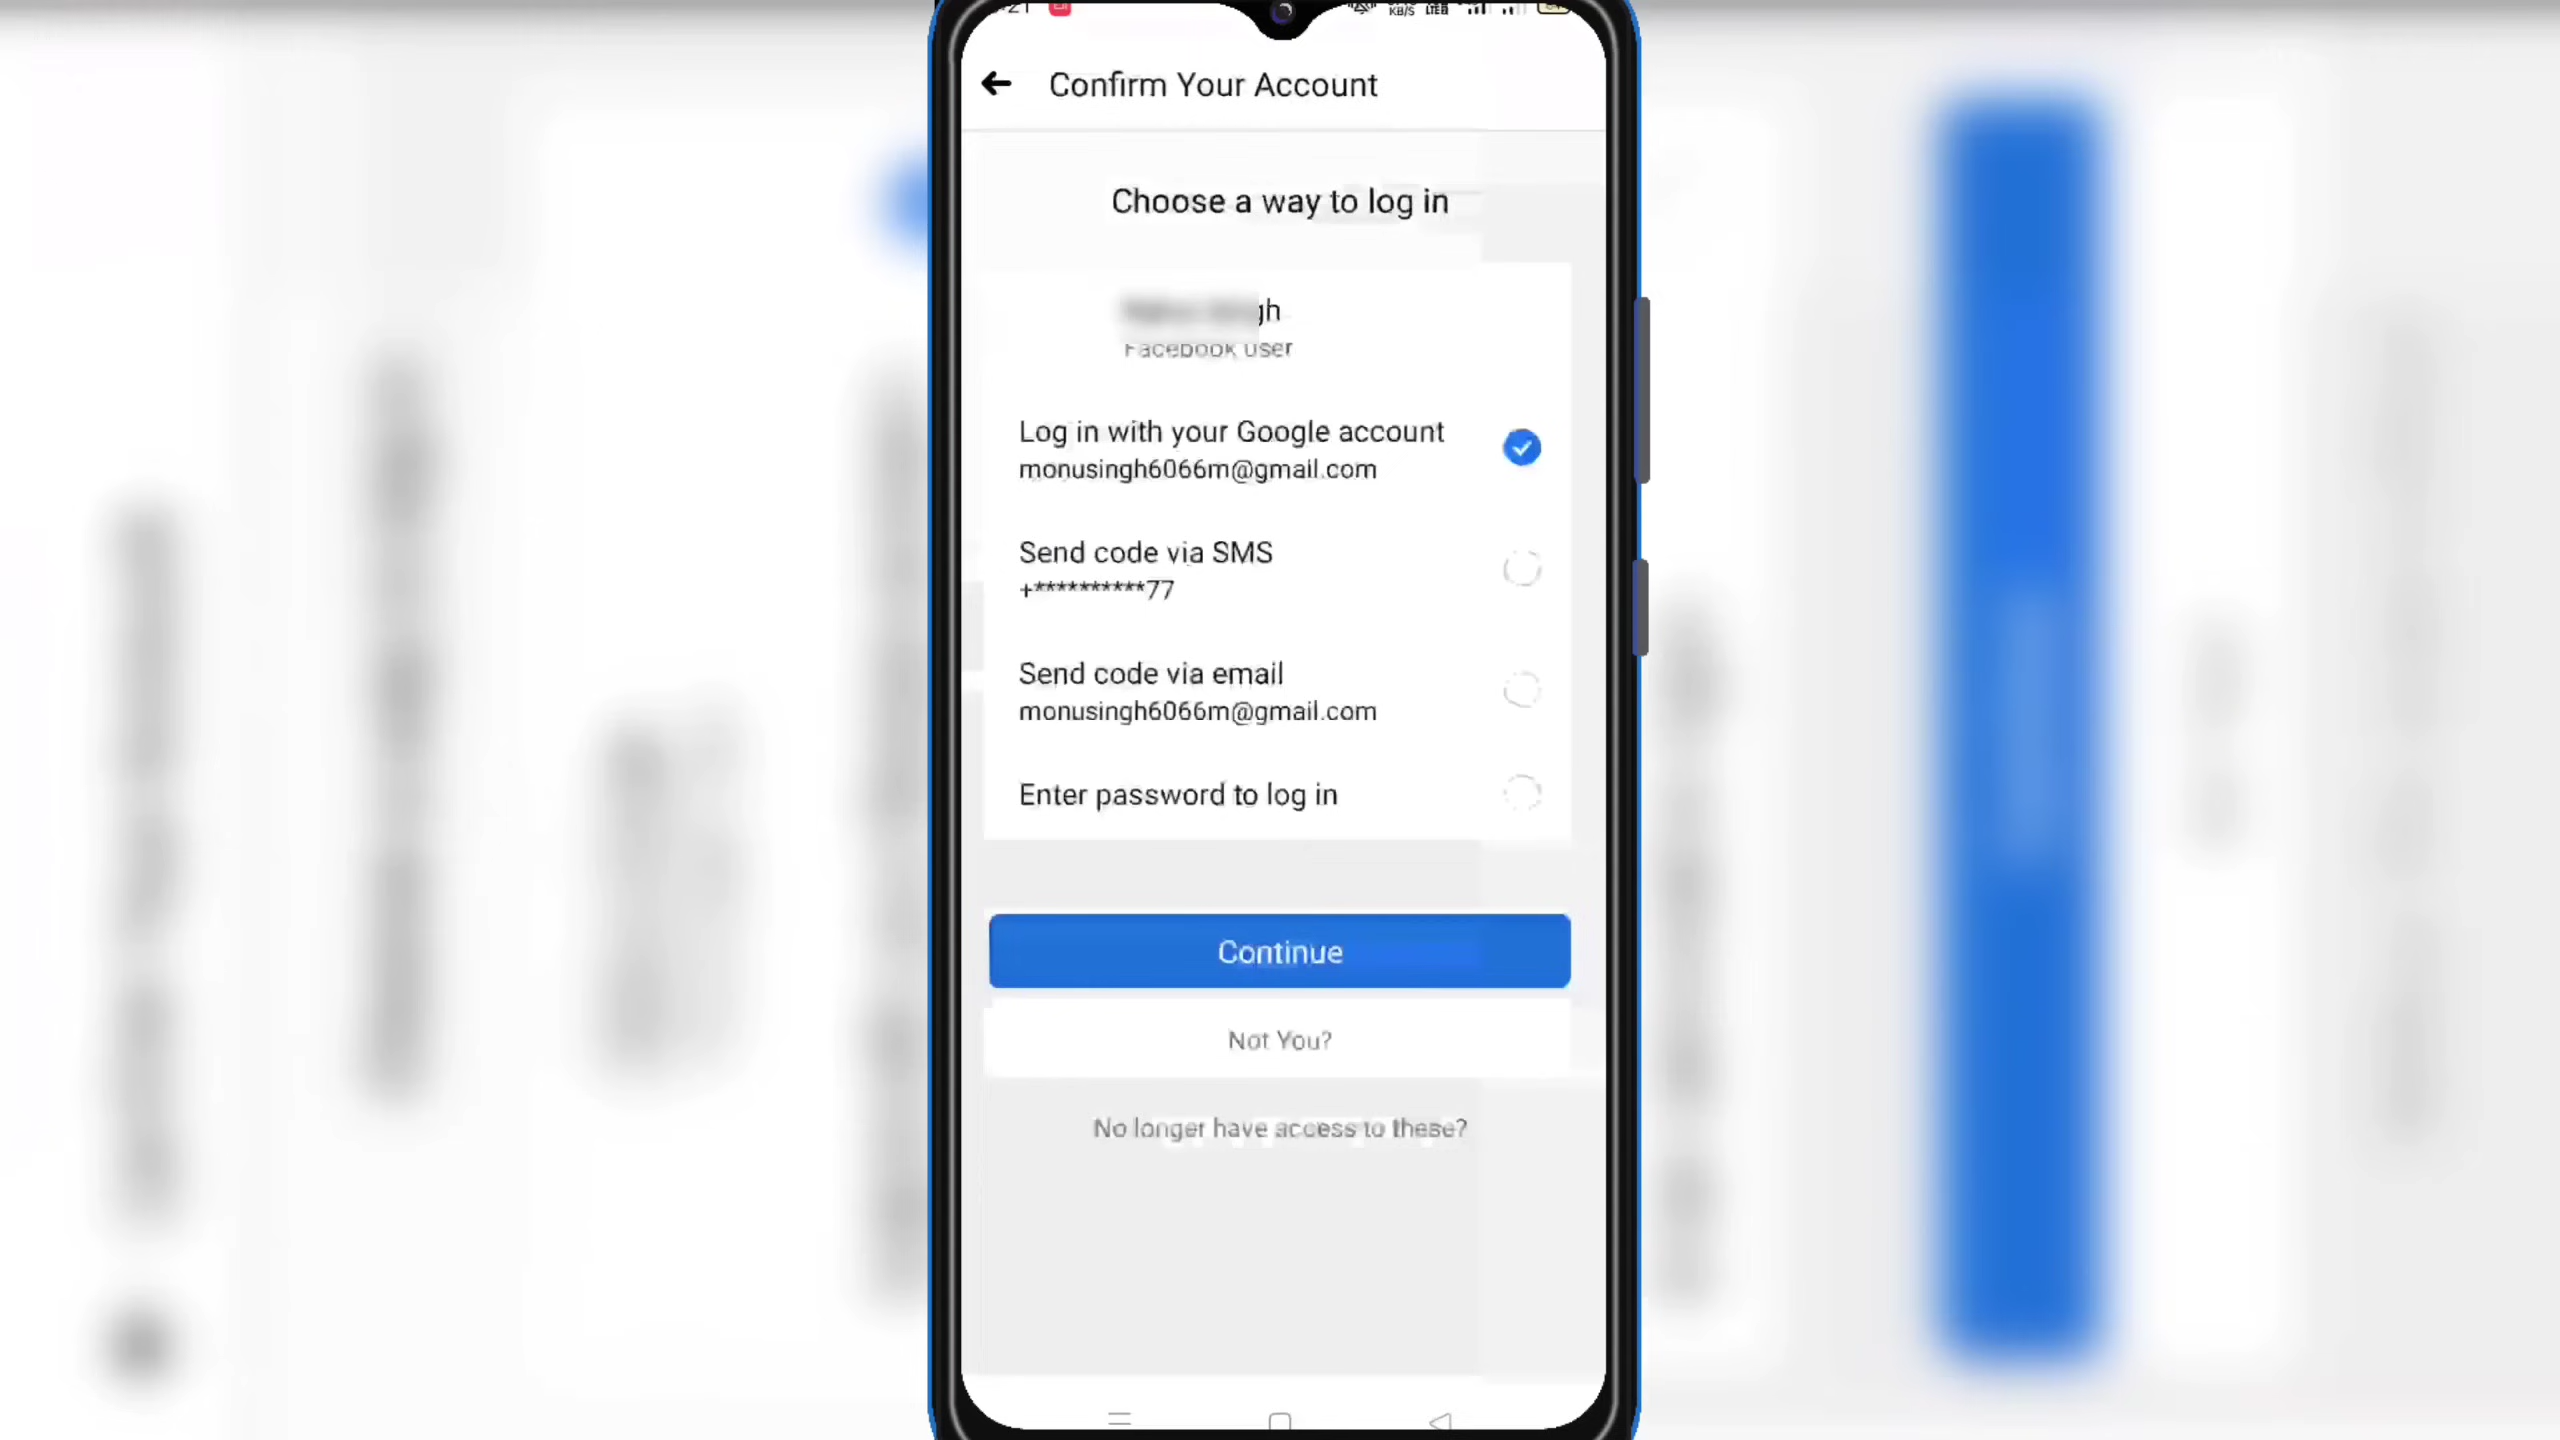 Confirm Your Account
Choose a way to log in
Facebook user
Log in with your Google account
monusingh6066m@gmail.com
Send code via SMS
+**********77
Send code via email
monusingh6066m@gmail.com
Enter password to log in
Continue
Not You?
No longer have access to these?